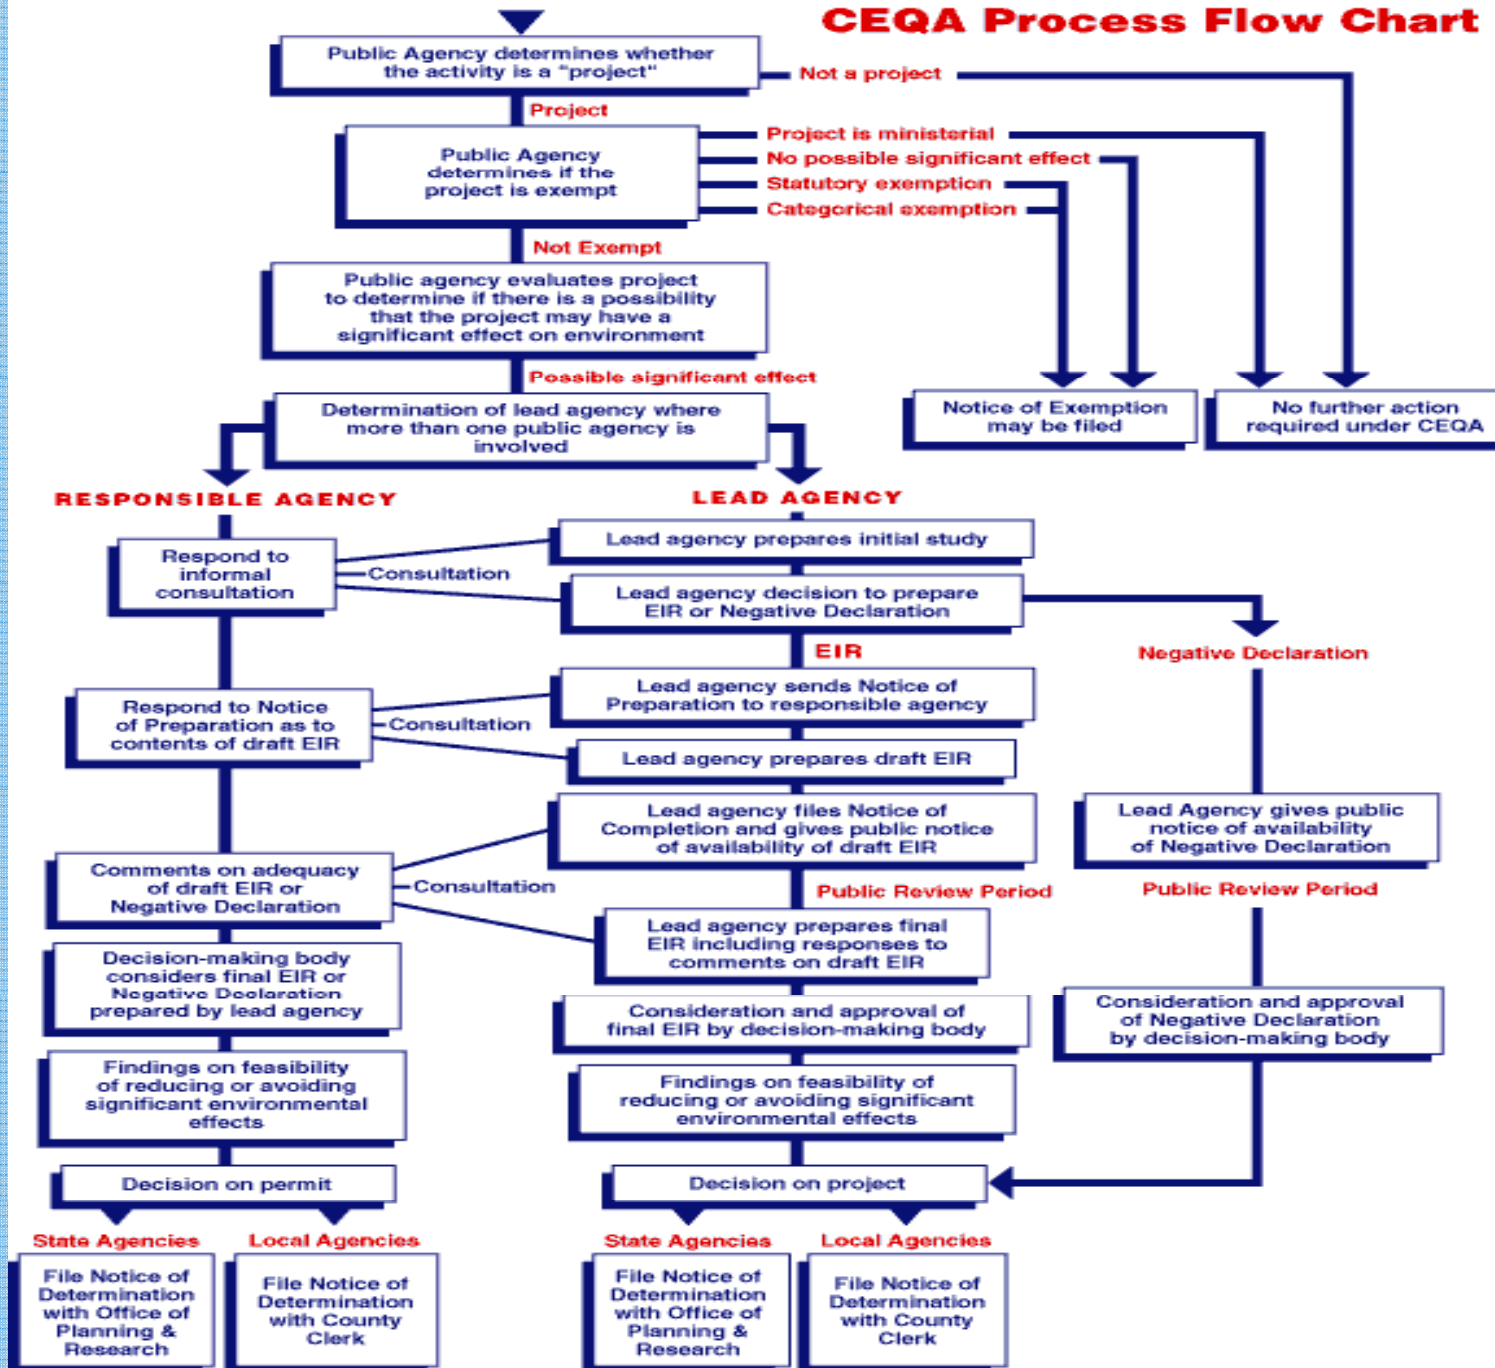 CEQA Process Flow Chart
Public Agency determines whether
the activity is a "project"
Not a project
Project
Public Agency
determines if the
project is exempt
Project is ministerial
No possible significant effect
Statutory exemption
Categorical exemption
Not Exempt
Public agency evaluates project
to determine if there is a possibility
that the project may have a
significant effect on environment
Possible significant effect
Notice of Exemption
may be filed
No further action
required under CEQA
Determination of lead agency where
more than one public agency is
involved
RESPONSIBLE AGENCY
LEAD AGENCY
Respond to
informal
consultation
Consultation
Lead agency prepares initial study
Lead agency decision to prepare
EIR or Negative Declaration
EIR
Negative Declaration
Respond to Notice
of Preparation as to
contents of draft EIR
Consultation
Lead agency sends Notice of
Preparation to responsible agency
Lead agency prepares draft EIR
Lead agency files Notice of
Completion and gives public notice
of availability of draft EIR
Lead Agency gives public
notice of availability
of Negative Declaration
Comments on adequacy
of draft EIR or
Negative Declaration
Consultation
Public Review Period
Public Review Period
Lead agency prepares final
EIR including responses to
comments on draft EIR
Decision-making body
considers final EIR or
Negative Declaration
prepared by lead agency
Consideration and approval of
final EIR by decision-making body
Consideration and approval
of Negative Declaration
by decision-making body
Findings on feasibility
of reducing or avoiding
significant environmental
effects
Findings on feasibility of
reducing or avoiding significant
environmental effects
Decision on permit
Decision on project
State Agencies
Local Agencies
State Agencies
Local Agencies
File Notice of
Determination
with Office of
Planning &
Research
File Notice of
Determination
with County
Clerk
File Notice of
Determination
with Office of
Planning &
Research
File Notice of
Determination
with County
Clerk